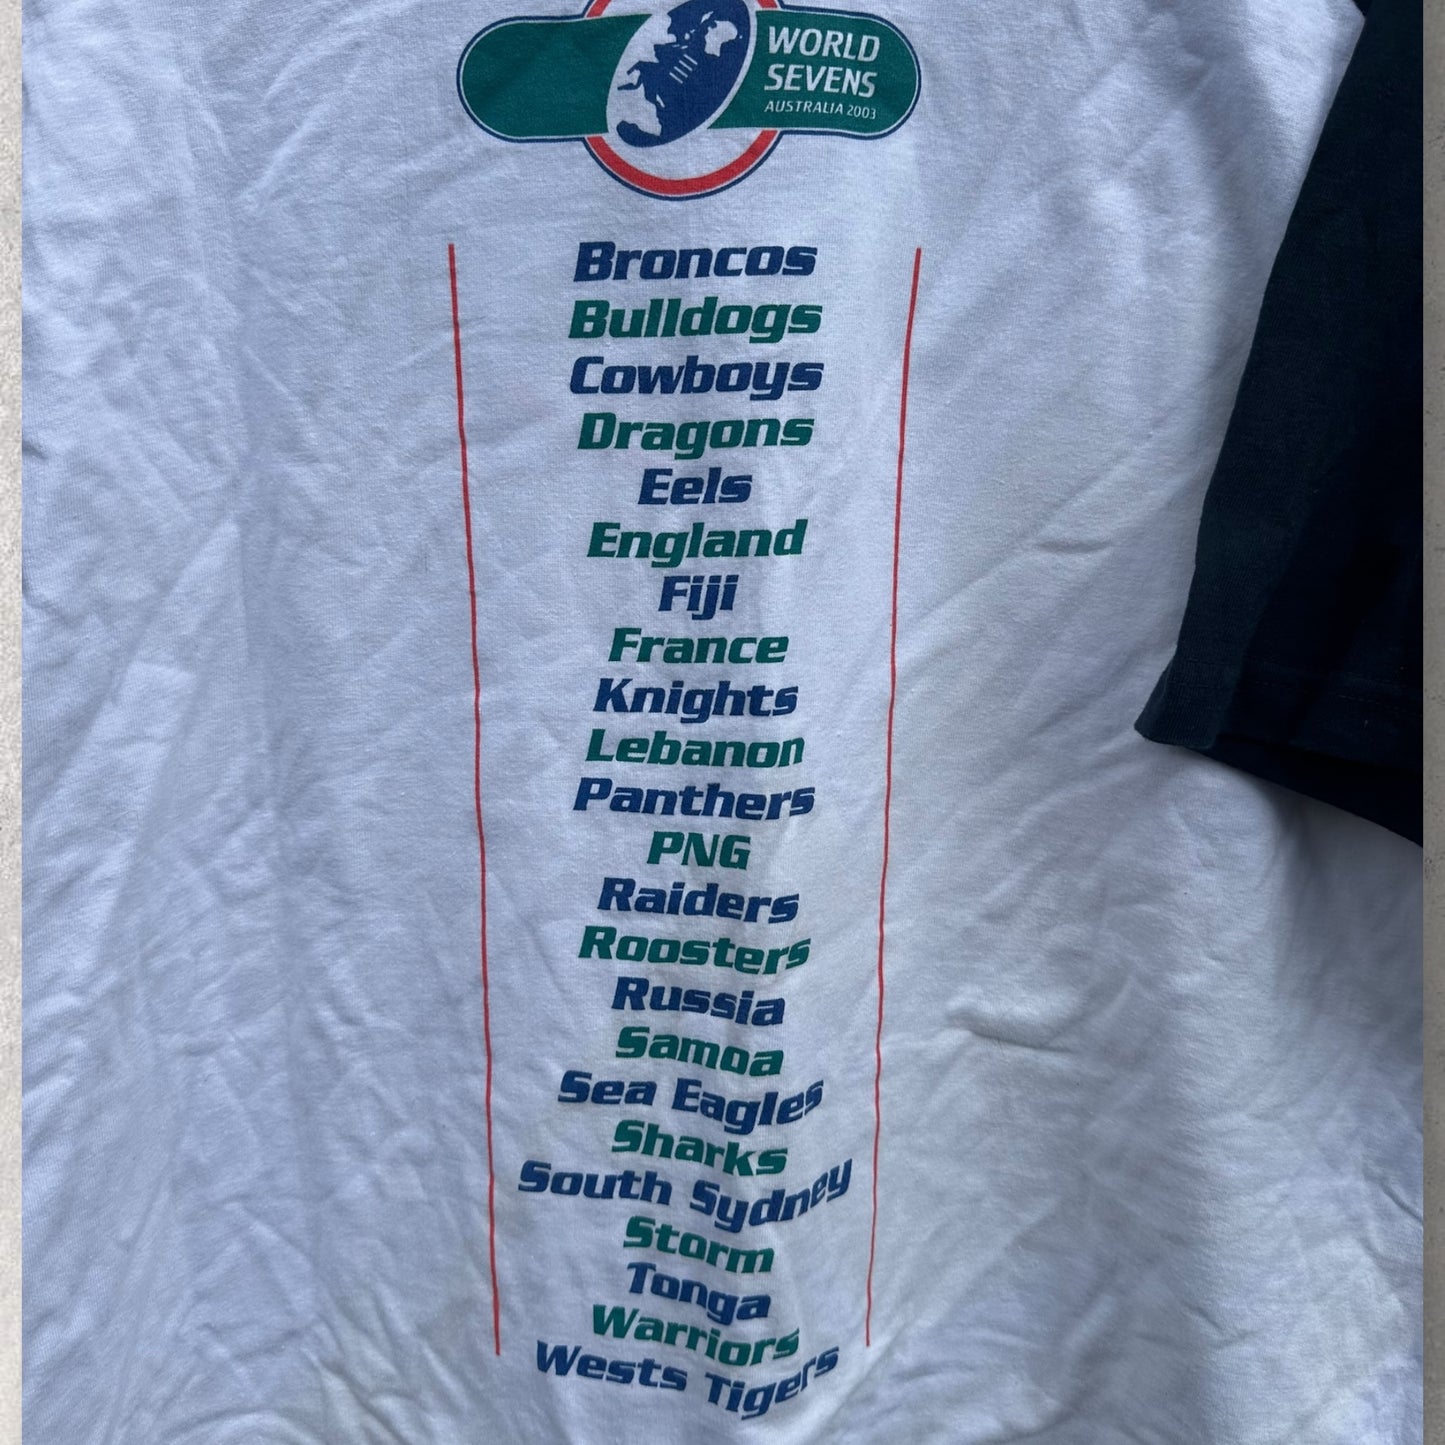 WORLD
SEVENS
AUSTRALIA 2003
Broncos
Bulldogs
Cowboys
Dragons
Eels
England
Fiji
France
Knights
Lebanon
Panthers
PNG
Raiders
Roosters
Russia
Samoa
Sea Eagles
Sharks
South Sydney
Storm
Tonga
Warriors
Wests Tigers